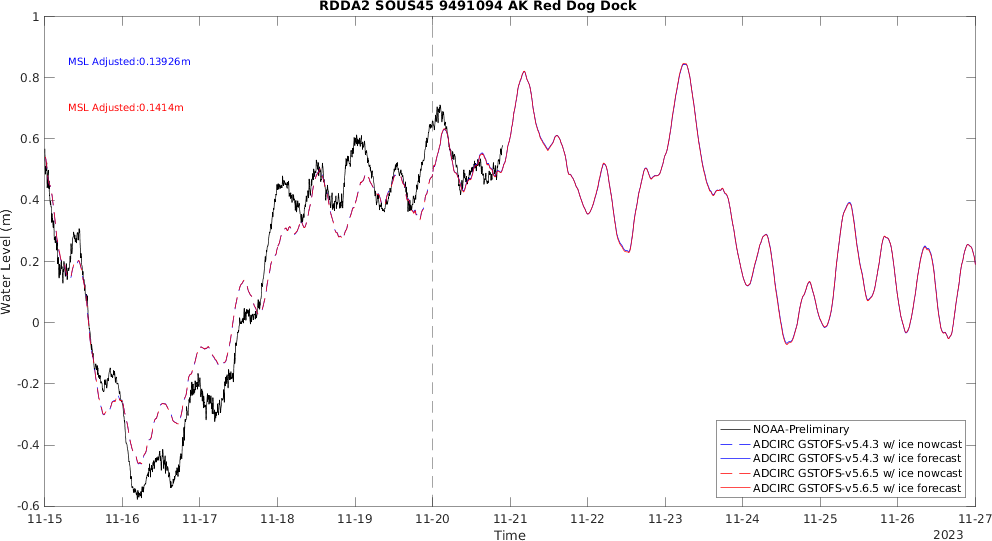 RDDA2 SOUS45 9491094 AK Red Dog Dock
MSL Adjusted:0.13926m
MSL Adjusted:0.1414m
Water Level (m)
1
0.8
0.6
0.4
0.2
0
-0.2
-0.4
-0.6
NOAA-Preliminary
ADCIRC GSTOFS-v5.4.3 w/ ice nowcast
ADCIRC GSTOFS-v5.4.3 w/ ice forecast
ADCIRC GSTOFS-v5.6.5 w/ ice nowcast
ADCIRC GSTOFS-v5.6.5 w/ ice forecast
11-15 11-16 11-17 11-18 11-19 11-20 11-21 11-22 11-23 11-24 11-25 11-26 11-27
Time
2023